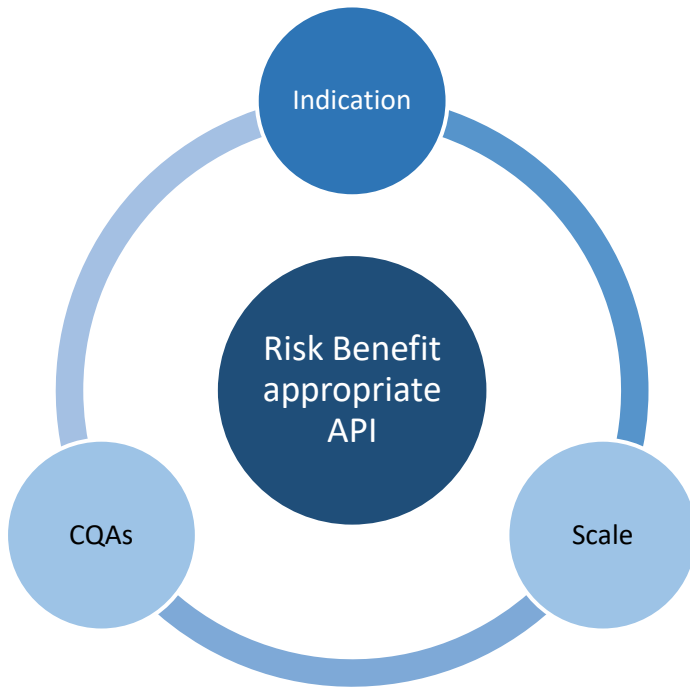 Indication
Risk Benefit
appropriate
API
CQAs
Scale